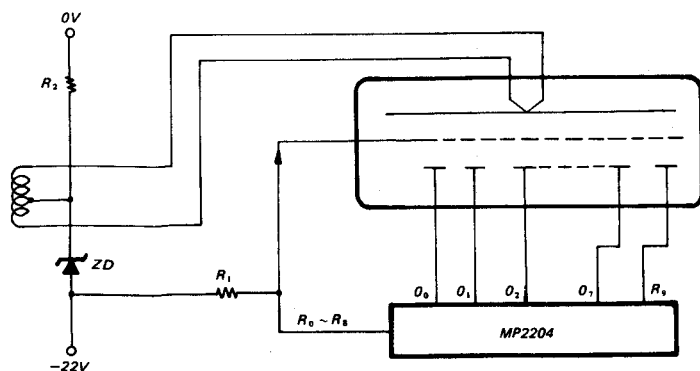 0V
R₂
ZD
R₁
R₀ ~ R₈
-22V
O₀
O₁
O₂
O₇
R₉
MP2204